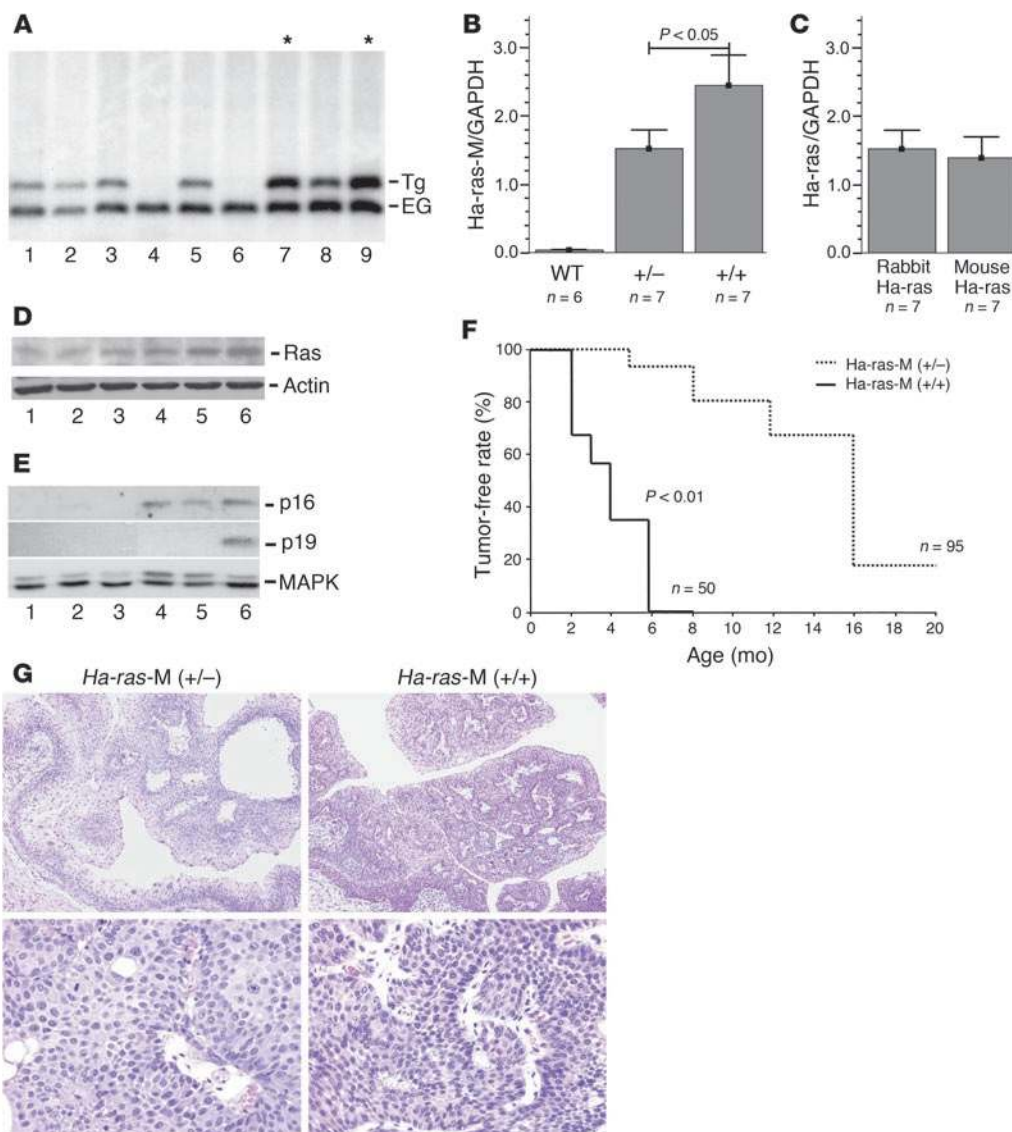 A
* *
Tg
EG
1 2 3 4 5 6 7 8 9
B
Ha-ras-M/GAPDH
3.0
2.0
1.0
0.0
P < 0.05
WT +/– +/+
n = 6 n = 7 n = 7
C
Ha-ras/GAPDH
3.0
2.0
1.0
0.0
Rabbit Mouse
Ha-ras Ha-ras
n = 7 n = 7
D
Ras
Actin
1 2 3 4 5 6
E
p16
p19
MAPK
1 2 3 4 5 6
F
Tumor-free rate (%)
100
80
60
40
20
0
Ha-ras-M (+/–)
Ha-ras-M (+/+)
P < 0.01
n = 95
n = 50
0 2 4 6 8 10 12 14 16 20
Age (mo)
G
Ha-ras-M (+/–) Ha-ras-M (+/+)